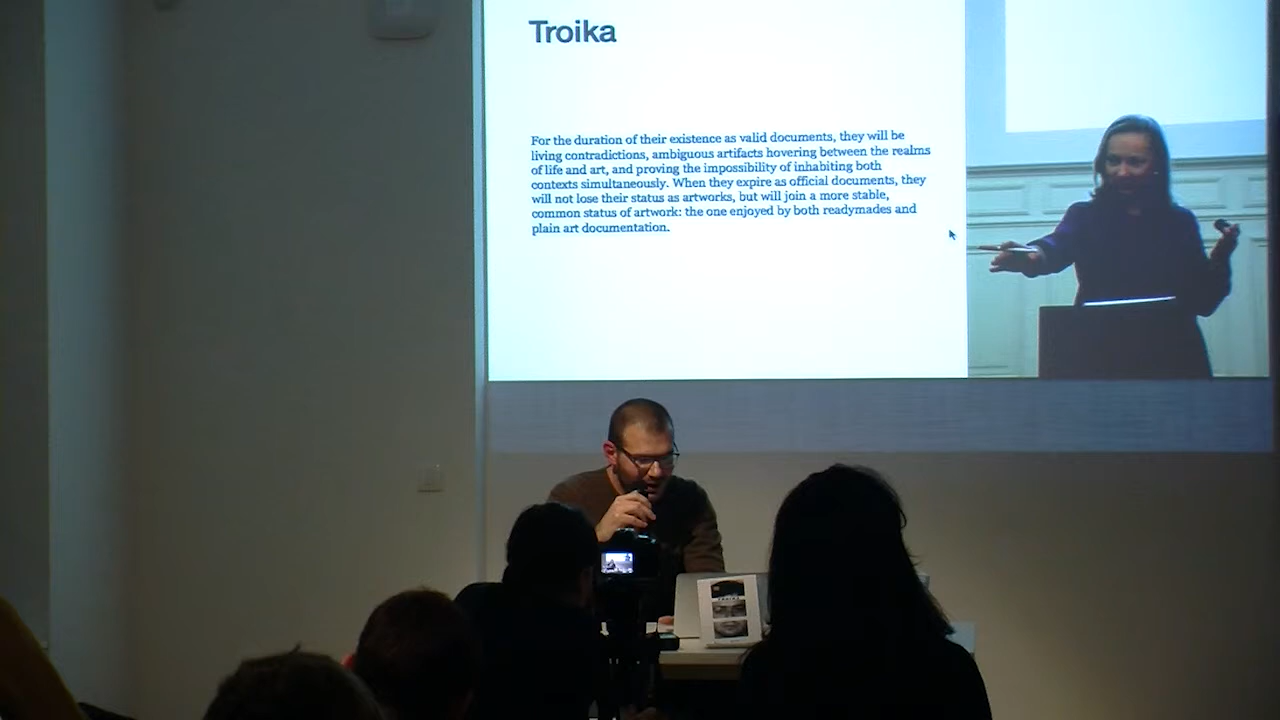 Troika
For the duration of their existence as valid documents, they will be
living contradictions, ambiguous artifacts hovering between the realms
of life and art, and proving the impossibility of inhabiting both
contexts simultaneously. When they expire as official documents, they
will not lose their status as artworks, but will join a more stable,
common status of artwork: the one enjoyed by both readymades and
plain art documentation.
TROIKA